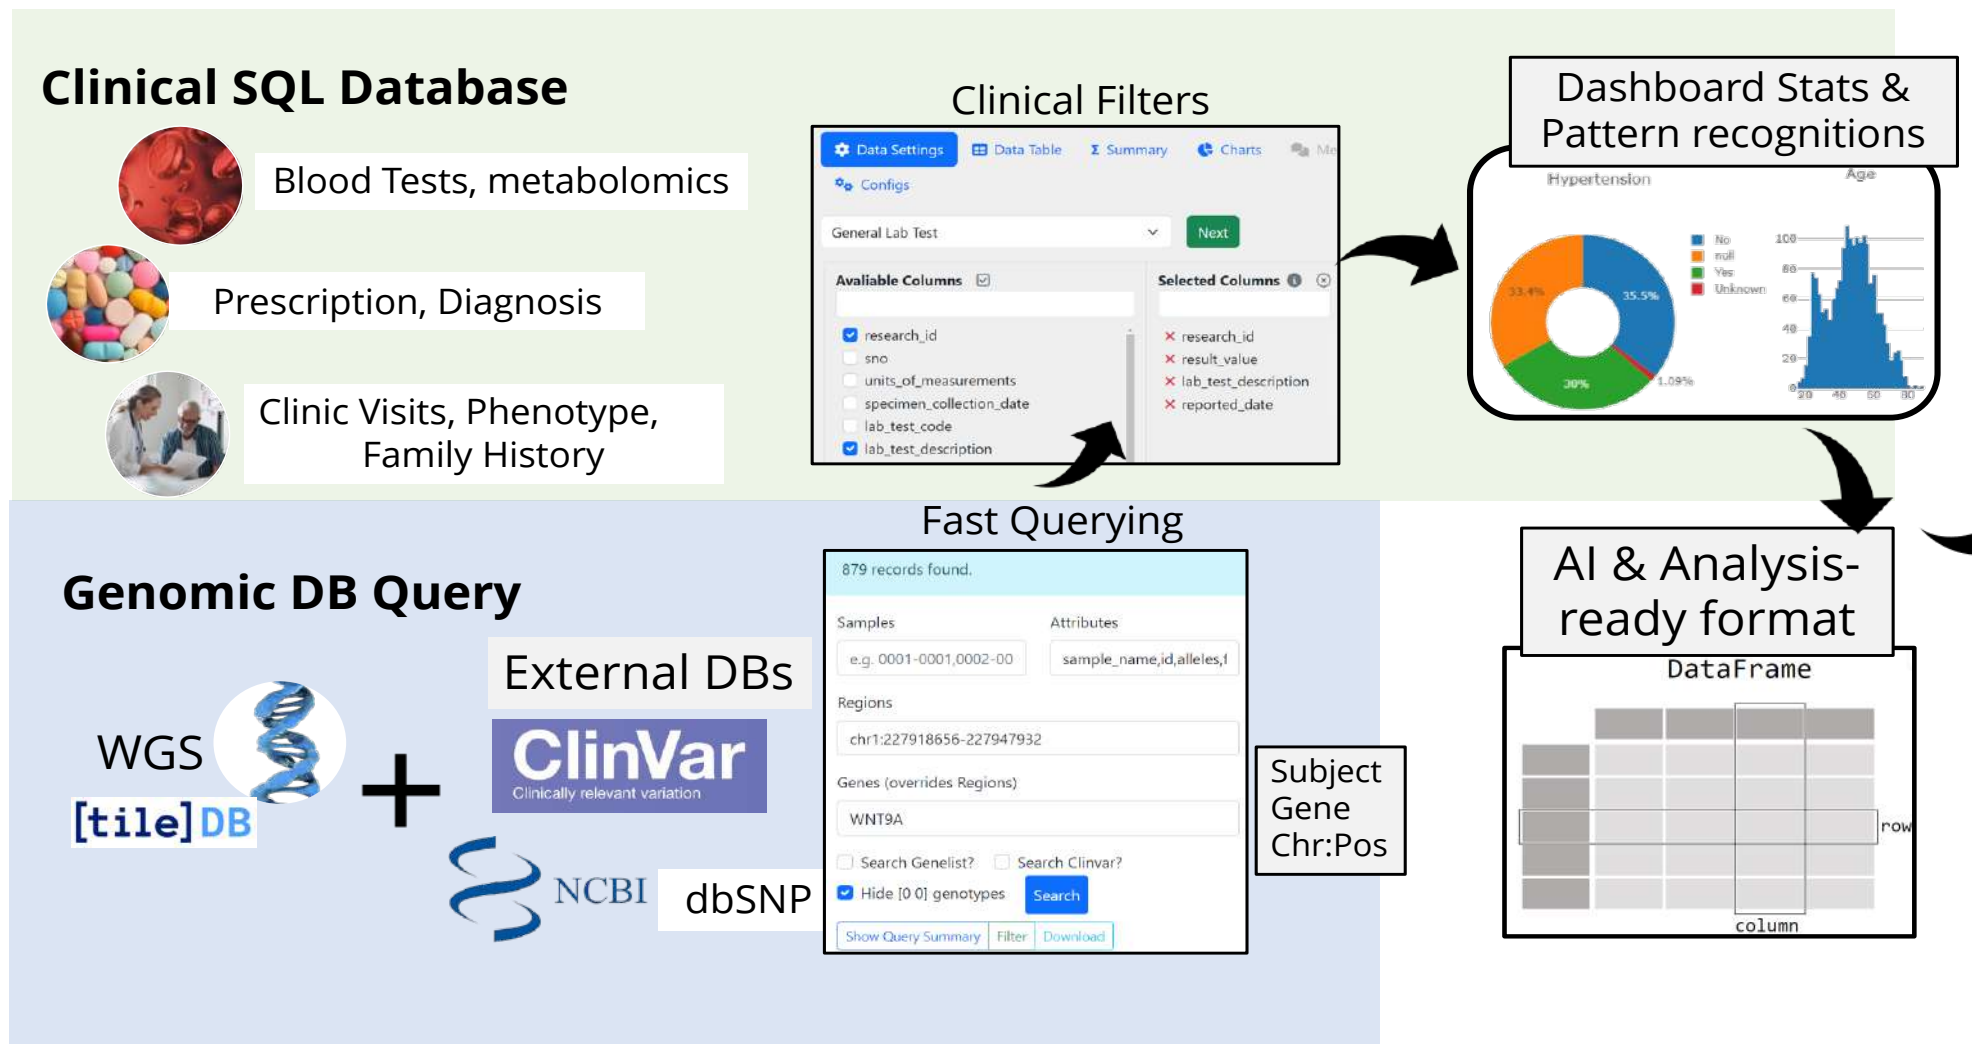 Clinical SQL Database
Blood Tests, metabolomics
Prescription, Diagnosis
Clinic Visits, Phenotype,
Family History
Clinical Filters
Data Settings
Data Table
Σ Summary
Charts
Me
Configs
General Lab Test
Next
Avaliable Columns
Selected Columns
research_id
sno
units_of_measurements
specimen_collection_date
lab_test_code
lab_test_description
research_id
result_value
lab_test_description
reported_date
Dashboard Stats &
Pattern recognitions
Hypertension
No
null
Yes
Unknown
33.4%
35.5%
30%
1.09%
Age
100
80
60
40
20
0
20 40 60 80
Genomic DB Query
WGS
[tile]DB
+
External DBs
ClinVar
Clinically relevant variation
NCBI
dbSNP
Fast Querying
879 records found.
Samples
Attributes
e.g. 0001-0001,0002-00
sample_name,id,alleles,f
Regions
chr1:227918656-227947932
Genes (overrides Regions)
WNT9A
Search Genelist?
Search Clinvar?
Hide [0 0] genotypes
Search
Show Query Summary
Filter
Download
Subject
Gene
Chr:Pos
AI & Analysis-
ready format
DataFrame
row
column